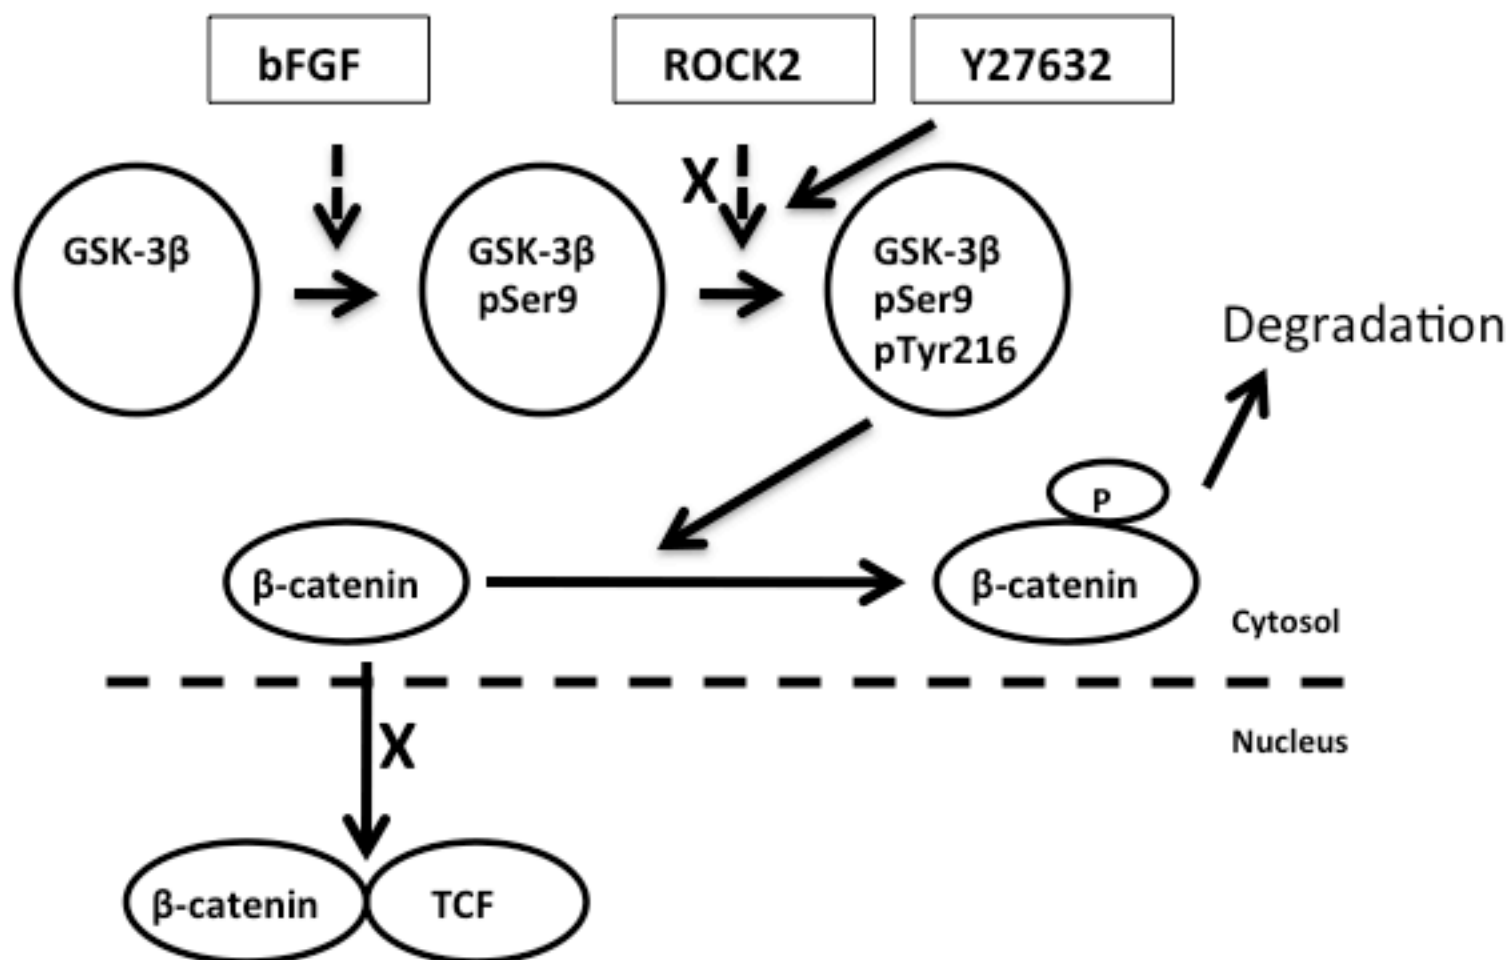 bFGF
ROCK2
Y27632
X
GSK-3β
GSK-3β
pSer9
GSK-3β
pSer9
pTyr216
Degradation
P
β-catenin
β-catenin
Cytosol
Nucleus
X
β-catenin
TCF